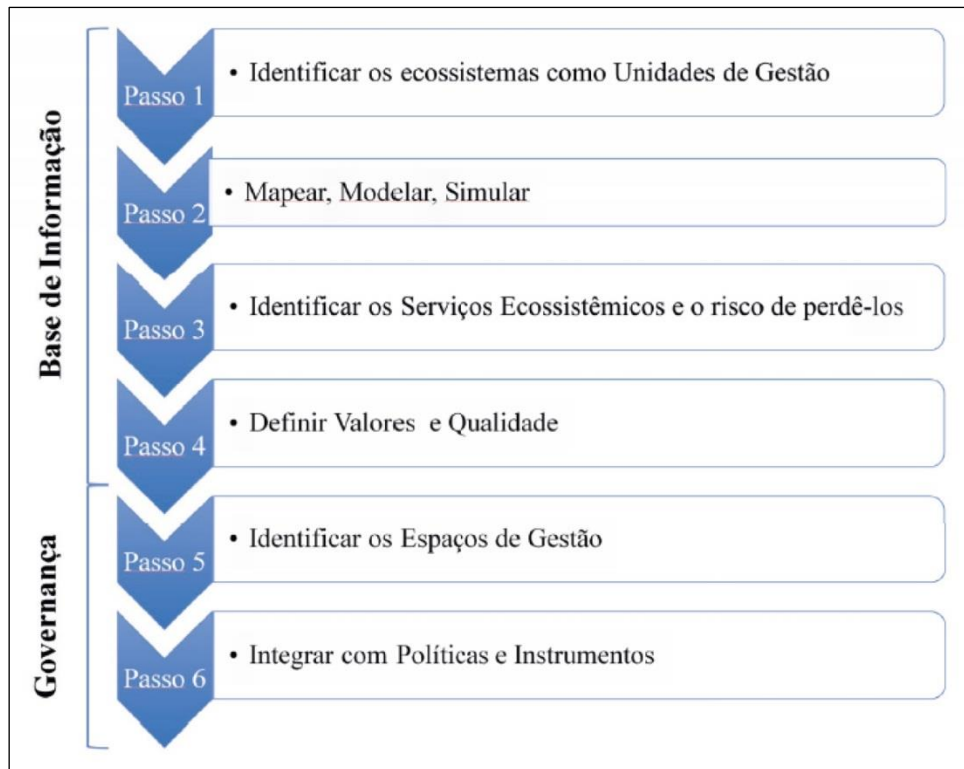 Base de Informação
Passo 1
• Identificar os ecossistemas como Unidades de Gestão
Passo 2
• Mapear, Modelar, Simular
Passo 3
• Identificar os Serviços Ecossistêmicos e o risco de perdê-los
Passo 4
• Definir Valores e Qualidade
Governança
Passo 5
• Identificar os Espaços de Gestão
Passo 6
• Integrar com Políticas e Instrumentos